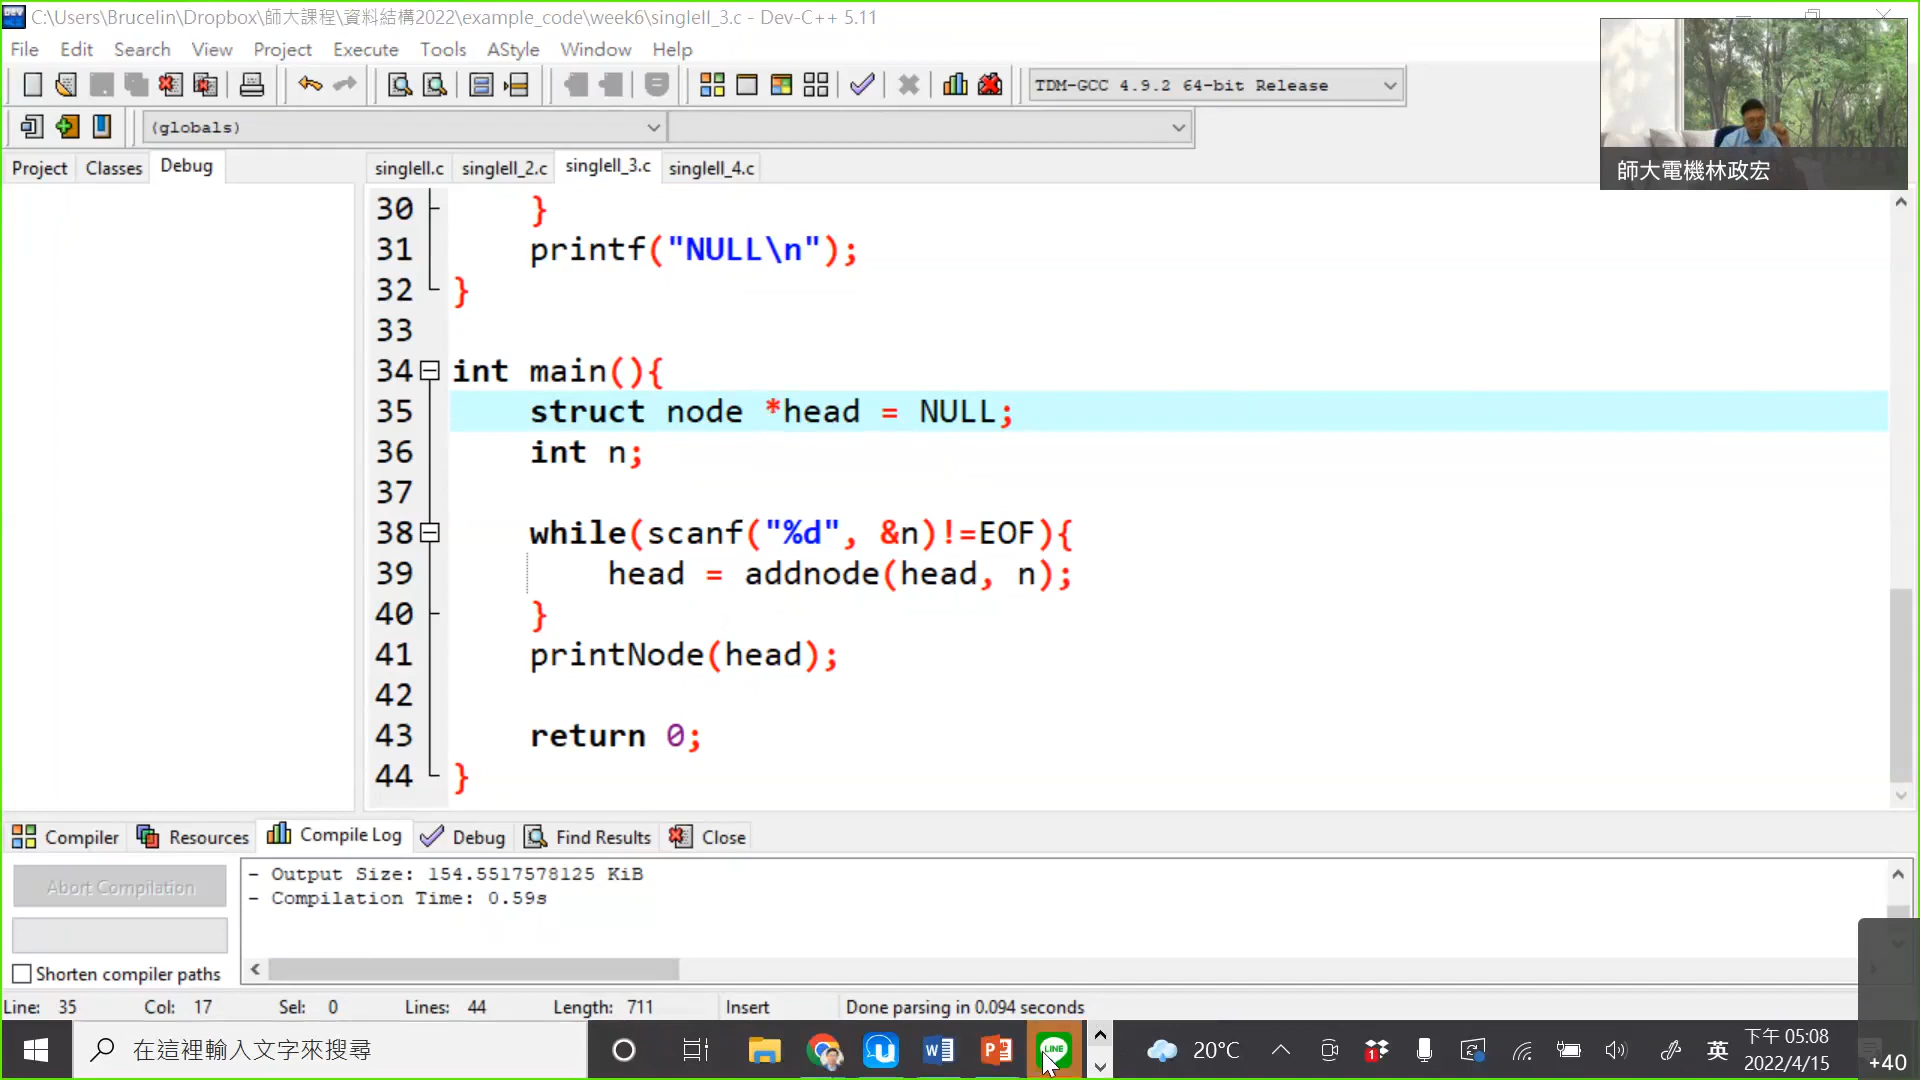 C:\Users\Brucelin\Dropbox\師大課程\資料結構2022\example_code\week6\singlell_3.c - Dev-C++ 5.11
File Edit Search View Project Execute Tools AStyle Window Help
TDM-GCC 4.9.2 64-bit Release
(globals)
師大電機林政宏
Project Classes Debug
singlell.c singlell_2.c singlell_3.c singlell_4.c
30 }
31 printf("NULL\n");
32 }
33
34 int main(){
35 struct node *head = NULL;
36 int n;
37
38 while(scanf("%d", &n)!=EOF){
39 head = addnode(head, n);
40 }
41 printNode(head);
42
43 return 0;
44 }
Compiler Resources Compile Log Debug Find Results Close
Abort Compilation
- Output Size: 154.5517578125 KiB
- Compilation Time: 0.59s
Shorten compiler paths
Line: 35 Col: 17 Sel: 0 Lines: 44 Length: 711 Insert Done parsing in 0.094 seconds
在這裡輸入文字來搜尋
LINE
20°C
英
下午 05:08
2022/4/15
+40